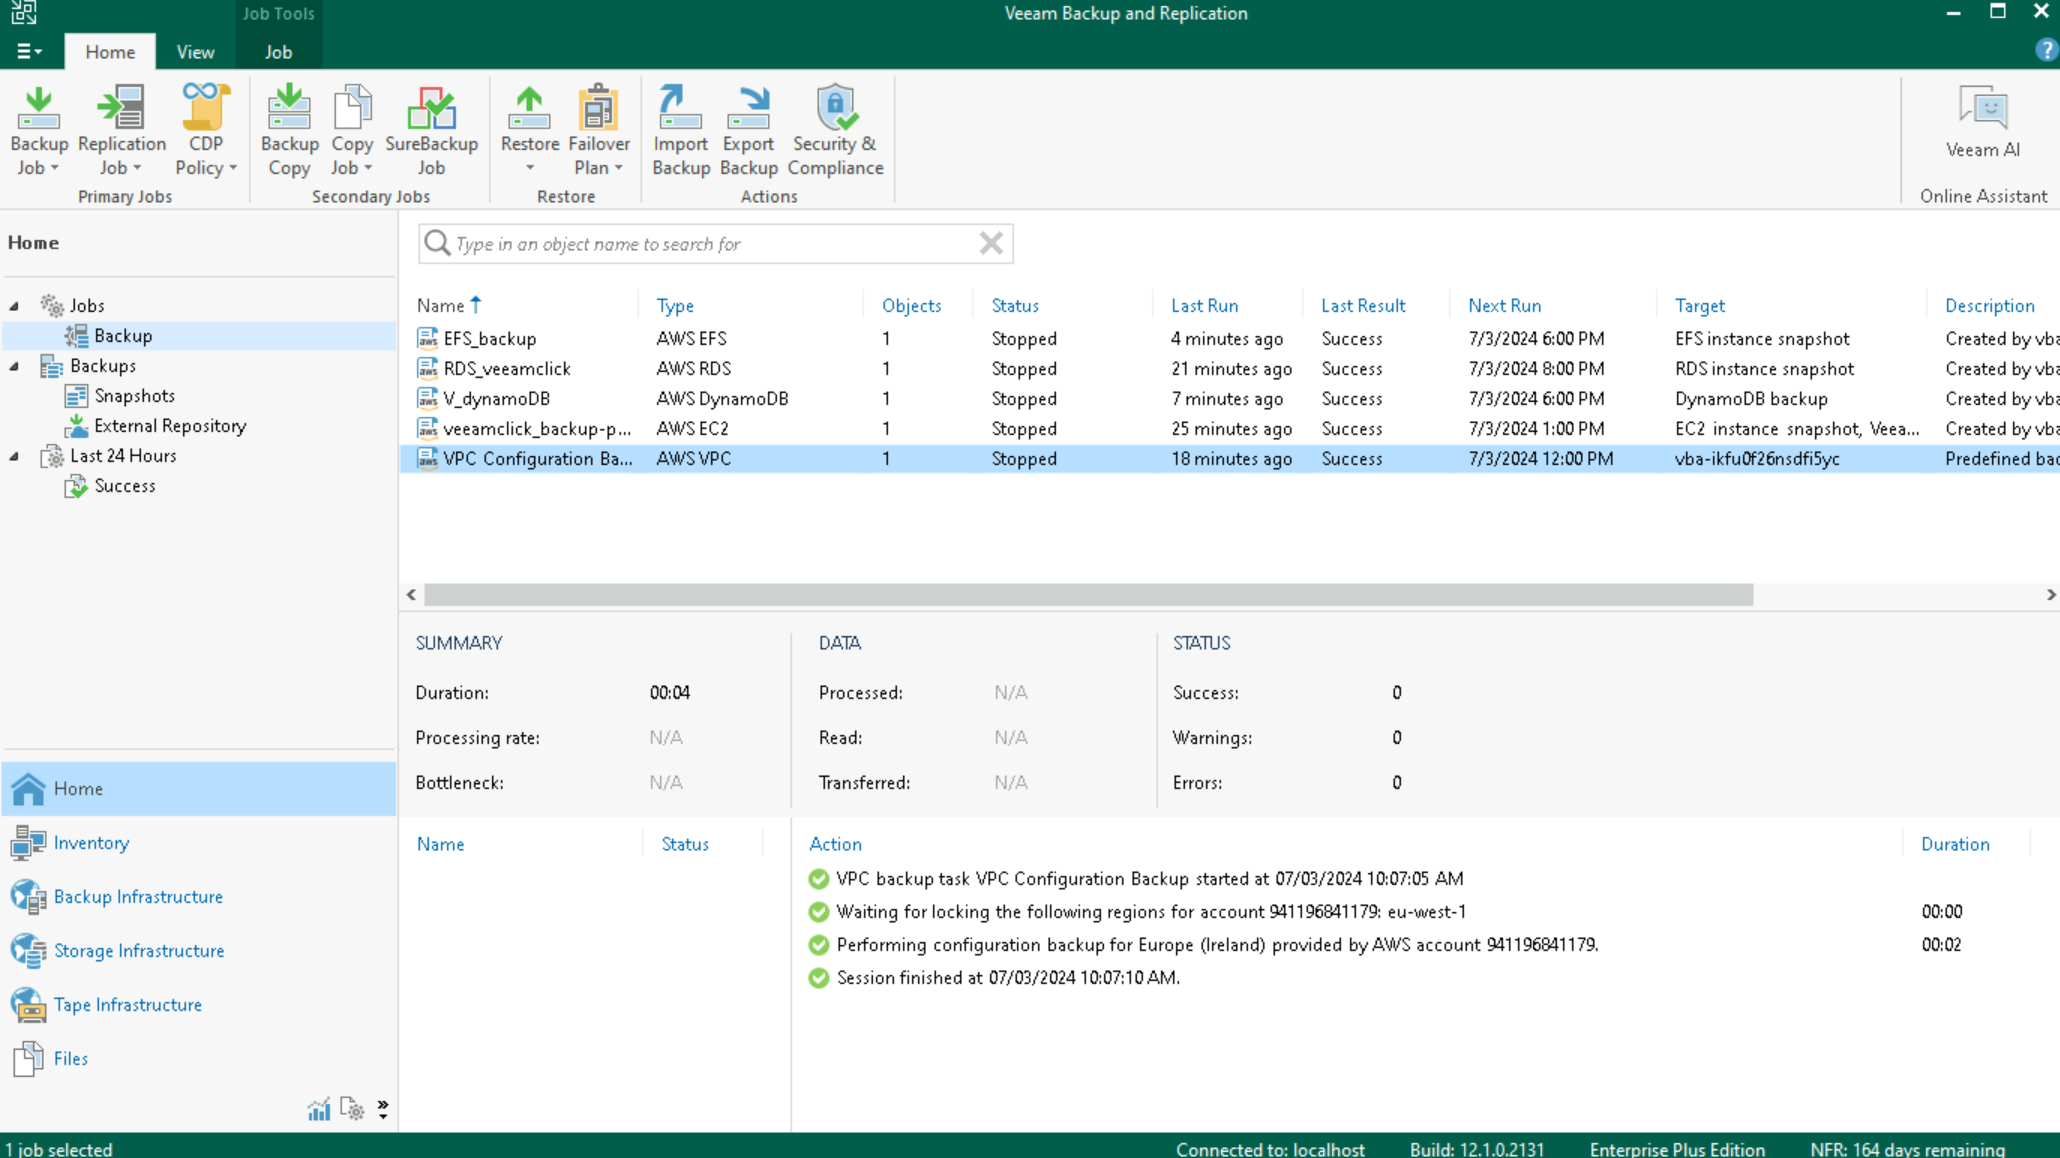 Job Tools
Veeam Backup and Replication
Home View Job
Backup Job
Replication Job
CDP Policy
Primary Jobs
Backup Copy
Copy Job
SureBackup Job
Secondary Jobs
Restore
Failover Plan
Restore
Import Backup
Export Backup
Security & Compliance
Actions
Veeam AI
Online Assistant
Home
Jobs
Backup
Backups
Snapshots
External Repository
Last 24 Hours
Success
Type in an object name to search for
Name Type Objects Status Last Run Last Result Next Run Target Description
EFS_backup AWS EFS 1 Stopped 4 minutes ago Success 7/3/2024 6:00 PM EFS instance snapshot Created by vba
RDS_veeamclick AWS RDS 1 Stopped 21 minutes ago Success 7/3/2024 8:00 PM RDS instance snapshot Created by vba
V_dynamoDB AWS DynamoDB 1 Stopped 7 minutes ago Success 7/3/2024 6:00 PM DynamoDB backup Created by vba
veeamclick_backup-p... AWS EC2 1 Stopped 25 minutes ago Success 7/3/2024 1:00 PM EC2 instance snapshot, Veea... Created by vba
VPC Configuration Ba... AWS VPC 1 Stopped 18 minutes ago Success 7/3/2024 12:00 PM vba-ikfu0f26nsdfi5yc Predefined bac
SUMMARY
Duration: 00:04
Processing rate: N/A
Bottleneck: N/A
DATA
Processed: N/A
Read: N/A
Transferred: N/A
STATUS
Success: 0
Warnings: 0
Errors: 0
Name Status
Action Duration
VPC backup task VPC Configuration Backup started at 07/03/2024 10:07:05 AM
Waiting for locking the following regions for account 941196841179: eu-west-1 00:00
Performing configuration backup for Europe (Ireland) provided by AWS account 941196841179. 00:02
Session finished at 07/03/2024 10:07:10 AM.
Home
Inventory
Backup Infrastructure
Storage Infrastructure
Tape Infrastructure
Files
1 job selected
Connected to: localhost Build: 12.1.0.2131 Enterprise Plus Edition NFR: 164 days remaining